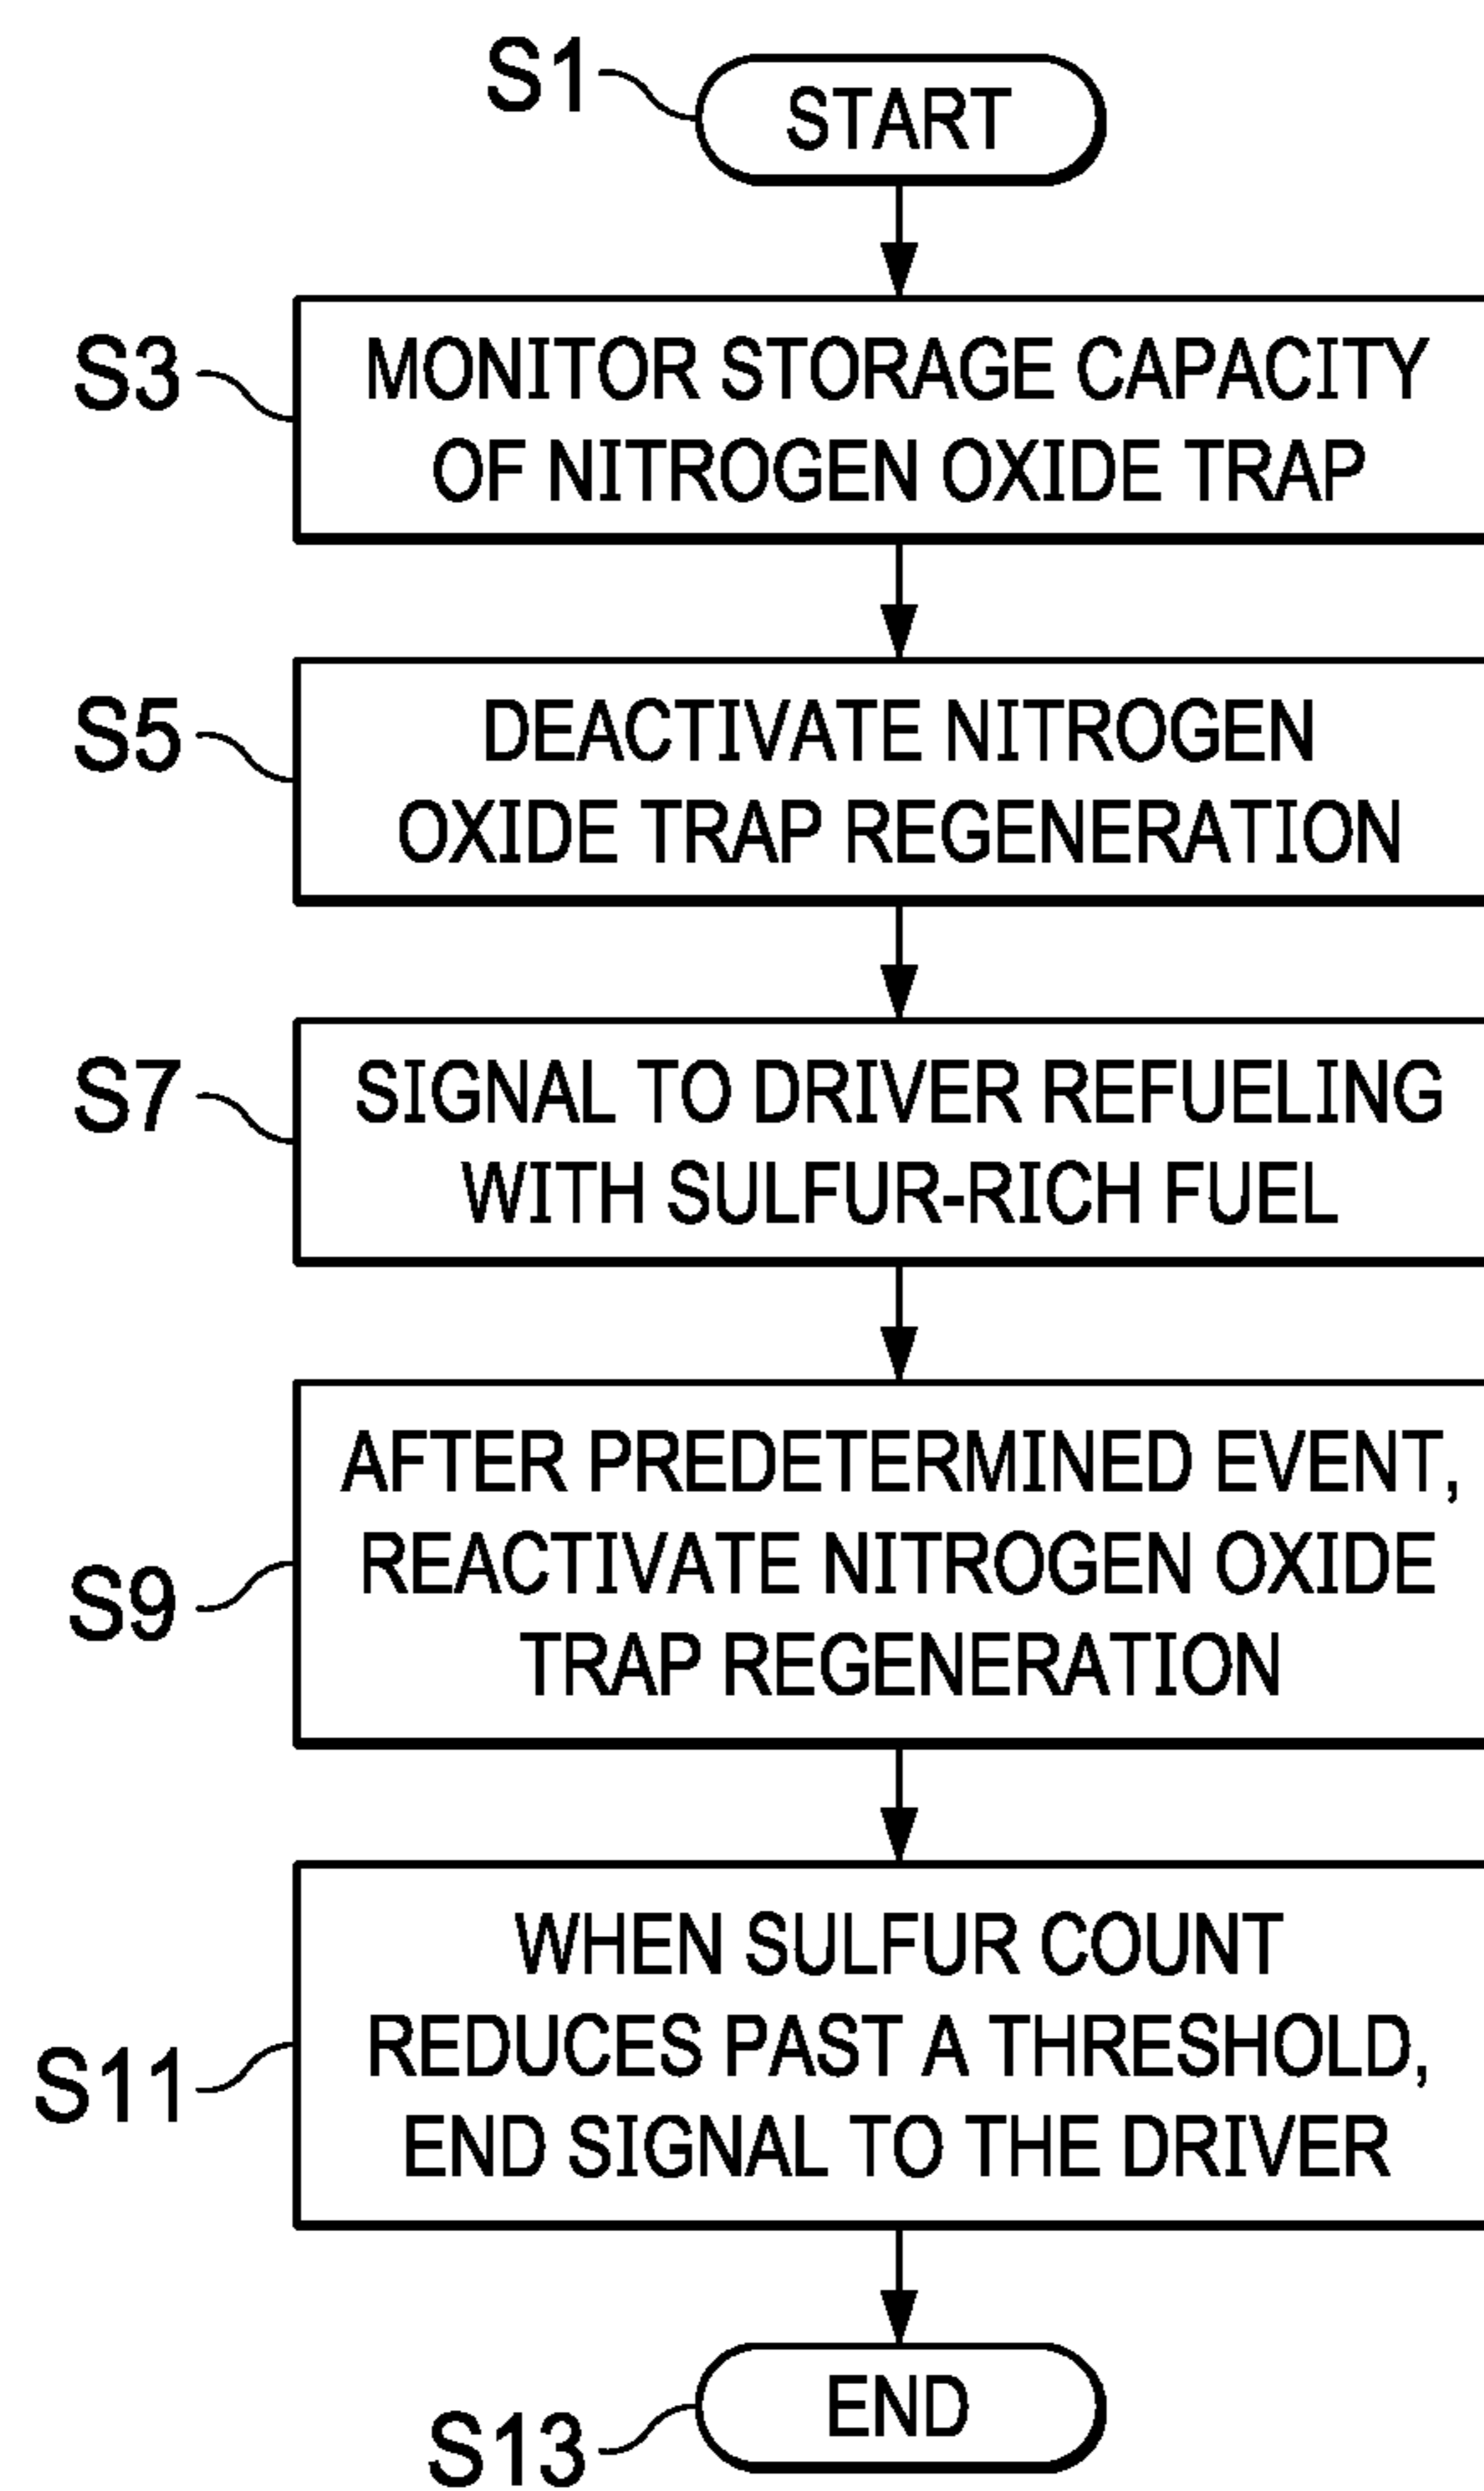 S1
START
S3
MONITOR STORAGE CAPACITY
OF NITROGEN OXIDE TRAP
S5
DEACTIVATE NITROGEN
OXIDE TRAP REGENERATION
S7
SIGNAL TO DRIVER REFUELING
WITH SULFUR-RICH FUEL
S9
AFTER PREDETERMINED EVENT,
REACTIVATE NITROGEN OXIDE
TRAP REGENERATION
S11
WHEN SULFUR COUNT
REDUCES PAST A THRESHOLD,
END SIGNAL TO THE DRIVER
S13
END